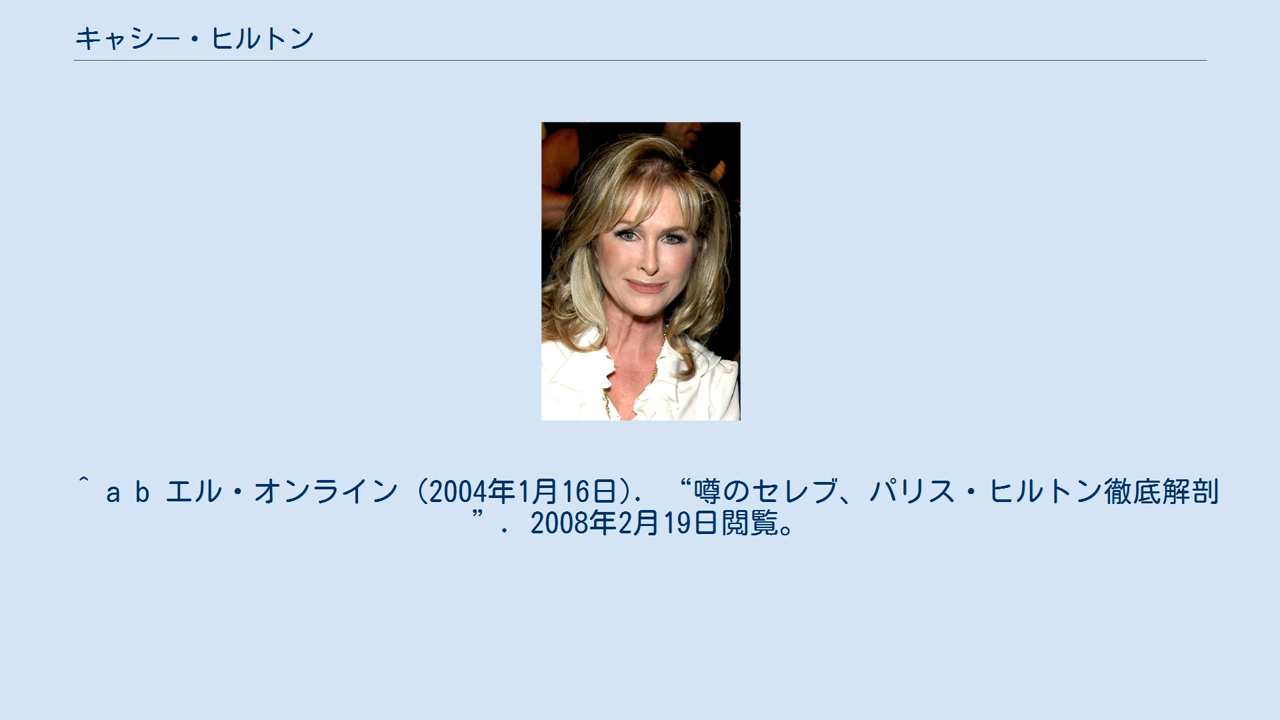 キャシー・ヒルトン
^ a b エル・オンライン (2004年1月16日). “噂のセレブ、パリス・ヒルトン徹底解剖
”. 2008年2月19日閲覧。